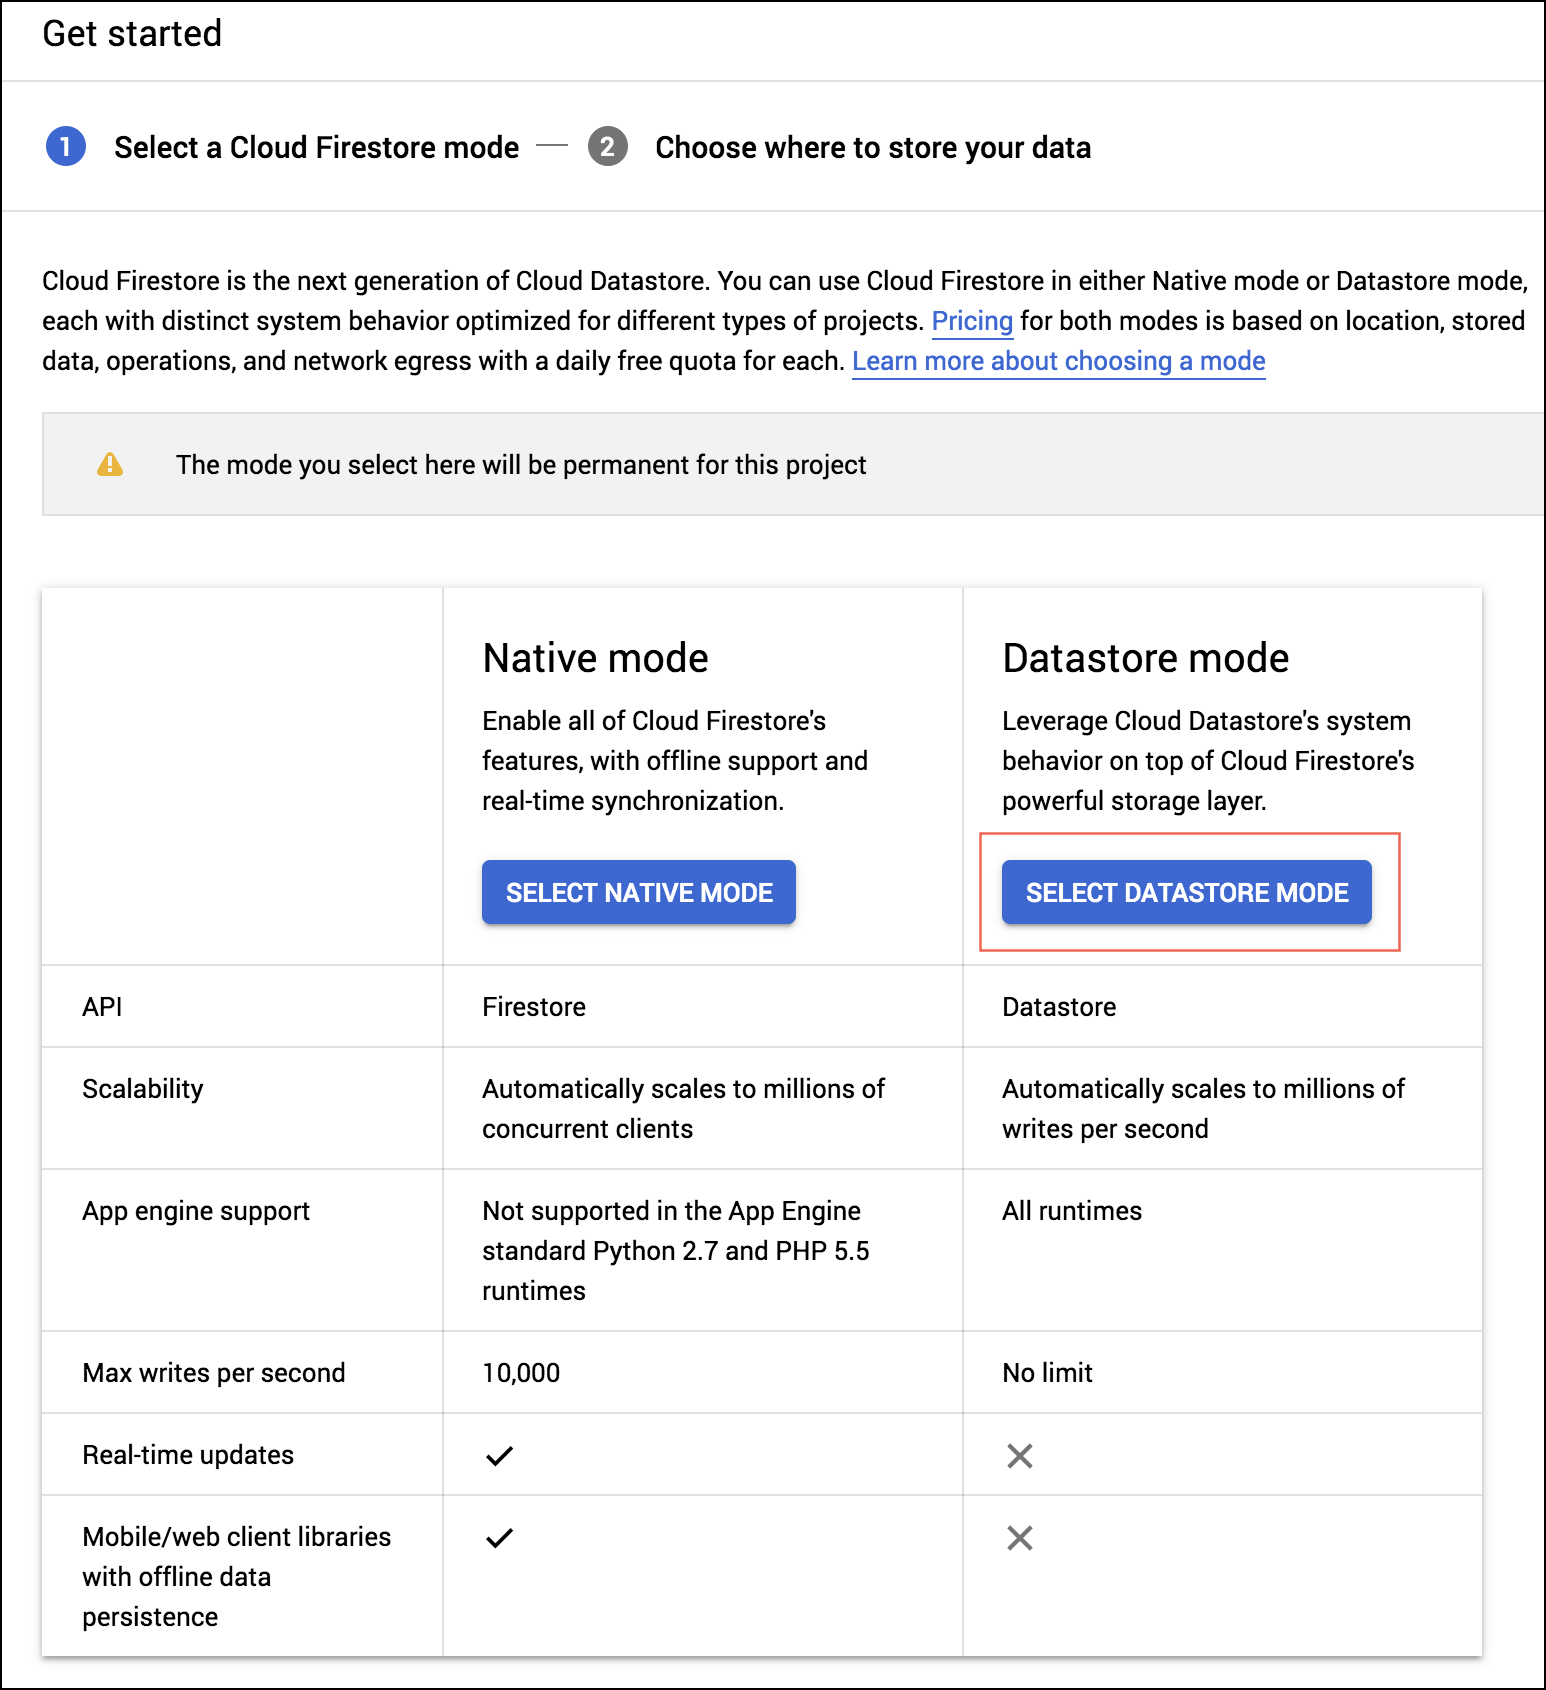 Get started
1 Select a Cloud Firestore mode — 2 Choose where to store your data
Cloud Firestore is the next generation of Cloud Datastore. You can use Cloud Firestore in either Native mode or Datastore mode,
each with distinct system behavior optimized for different types of projects. Pricing for both modes is based on location, stored
data, operations, and network egress with a daily free quota for each. Learn more about choosing a mode
The mode you select here will be permanent for this project
Native mode
Enable all of Cloud Firestore's
features, with offline support and
real-time synchronization.
SELECT NATIVE MODE
Datastore mode
Leverage Cloud Datastore's system
behavior on top of Cloud Firestore's
powerful storage layer.
SELECT DATASTORE MODE
API
Firestore
Datastore
Scalability
Automatically scales to millions of
concurrent clients
Automatically scales to millions of
writes per second
App engine support
Not supported in the App Engine
standard Python 2.7 and PHP 5.5
runtimes
All runtimes
Max writes per second
10,000
No limit
Real-time updates
Mobile/web client libraries
with offline data
persistence